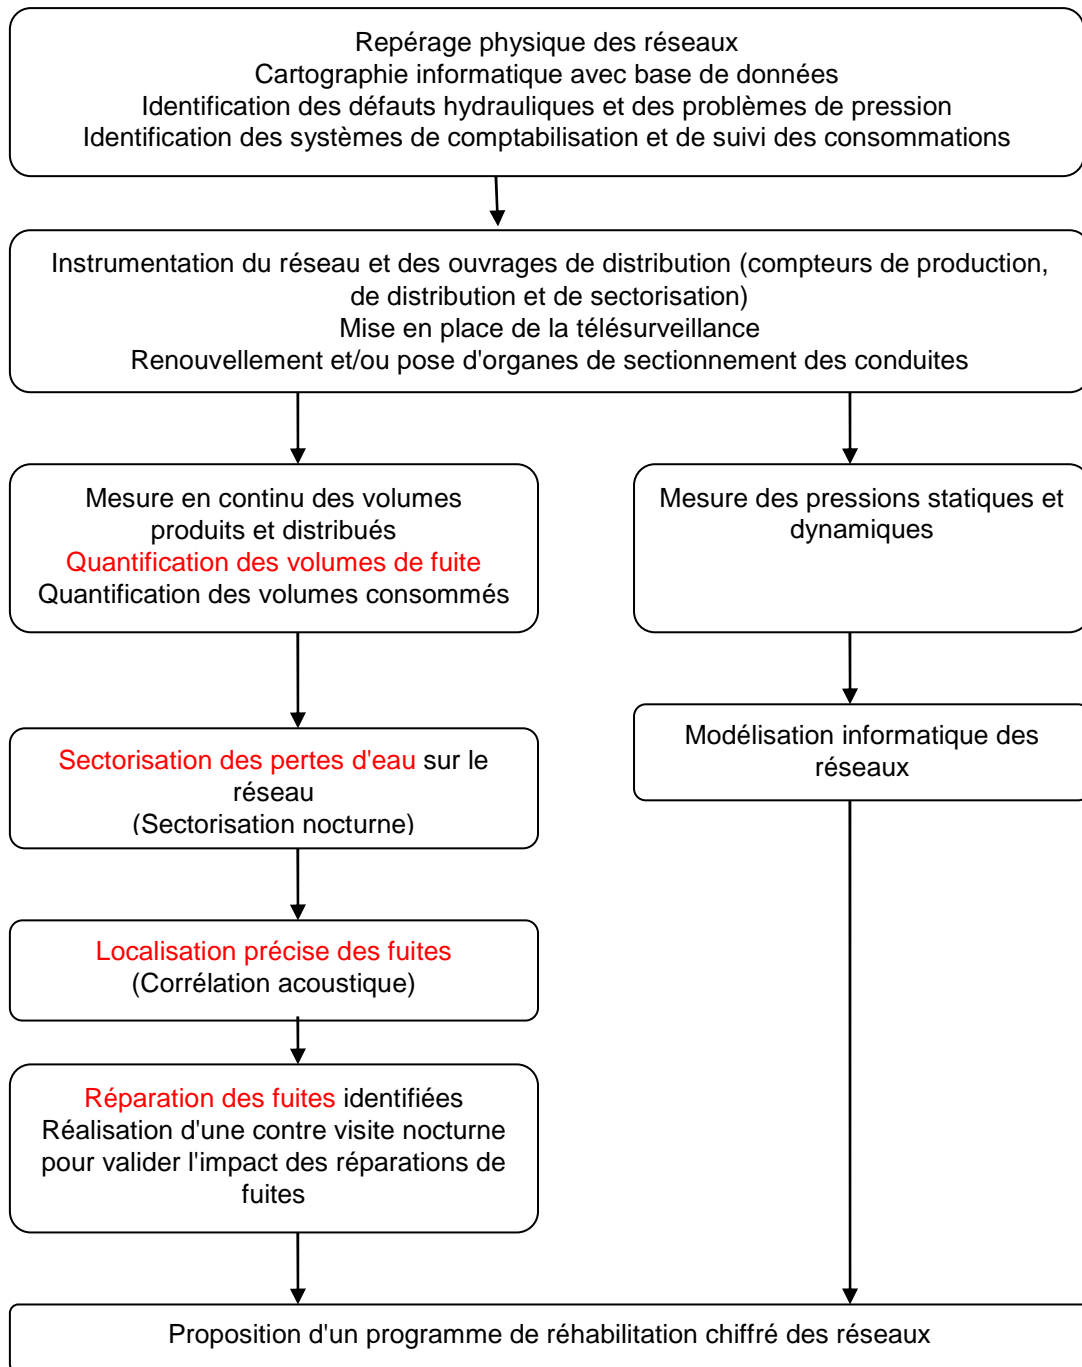 Repérage physique des réseaux
Cartographie informatique avec base de données
Identification des défauts hydrauliques et des problèmes de pression
Identification des systèmes de comptabilisation et de suivi des consommations
Instrumentation du réseau et des ouvrages de distribution (compteurs de production,
de distribution et de sectorisation)
Mise en place de la télésurveillance
Renouvellement et/ou pose d'organes de sectionnement des conduites
Mesure en continu des volumes
produits et distribués
Quantification des volumes de fuite
Quantification des volumes consommés
Mesure des pressions statiques et
dynamiques
Sectorisation des pertes d'eau sur le
réseau
(Sectorisation nocturne)
Modélisation informatique des
réseaux
Localisation précise des fuites
(Corrélation acoustique)
Réparation des fuites identifiées
Réalisation d'une contre visite nocturne
pour valider l'impact des réparations de
fuites
Proposition d'un programme de réhabilitation chiffré des réseaux